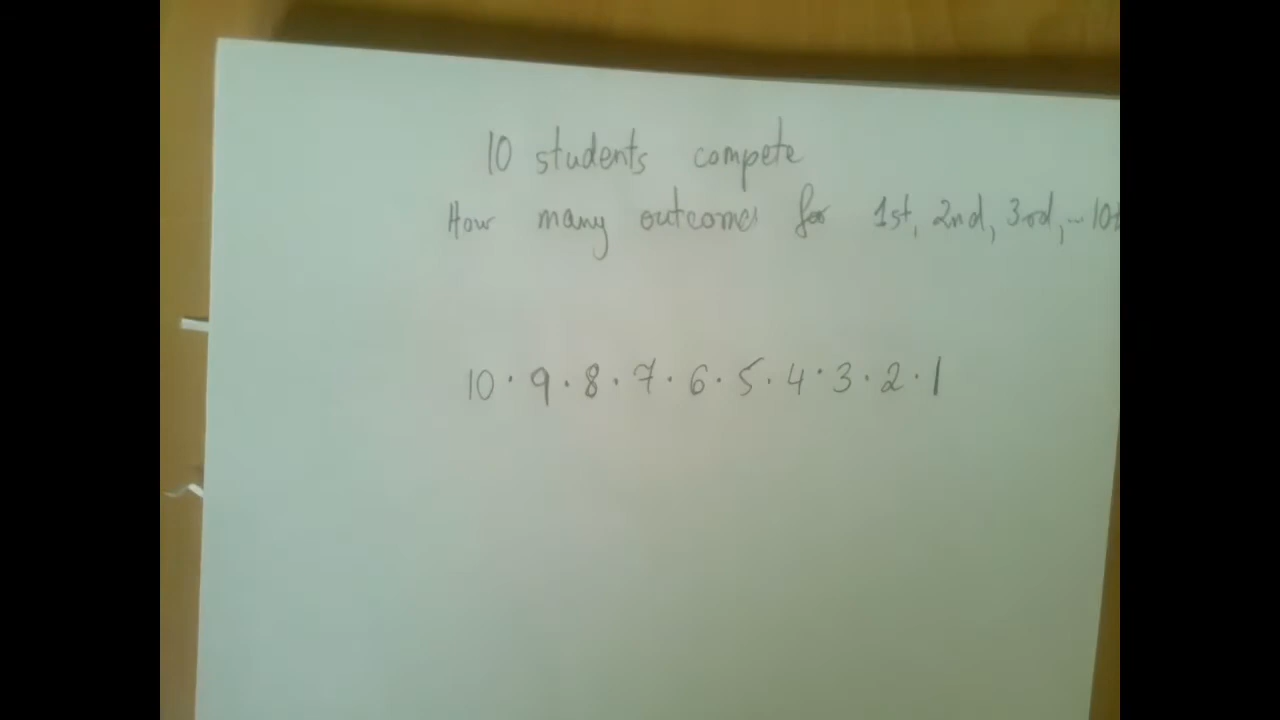 10 students compete
How many outcomes for 1st, 2nd, 3rd, - 10t
10 · 9 · 8 · 7 · 6 · 5 · 4 · 3 · 2 · 1